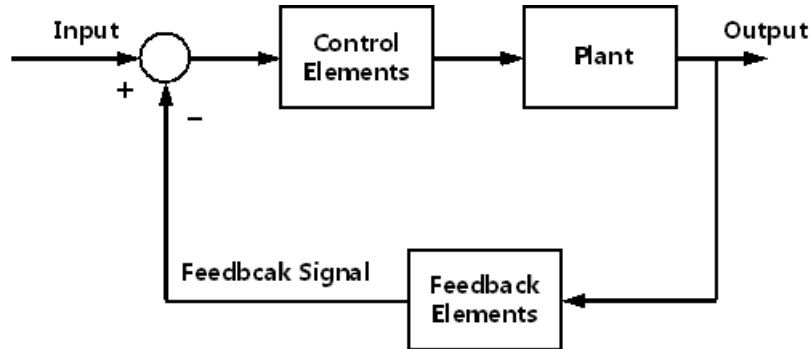 Input
+
−
Control
Elements
Plant
Output
Feedbcak Signal
Feedback
Elements